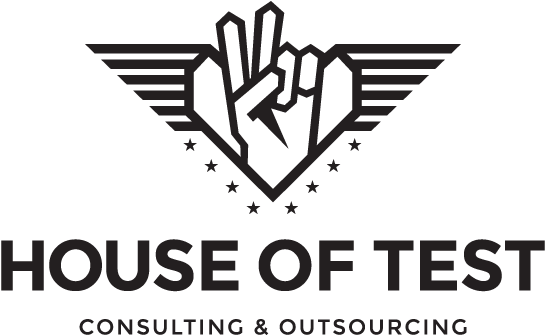 HOUSE OF TEST
CONSULTING & OUTSOURCING